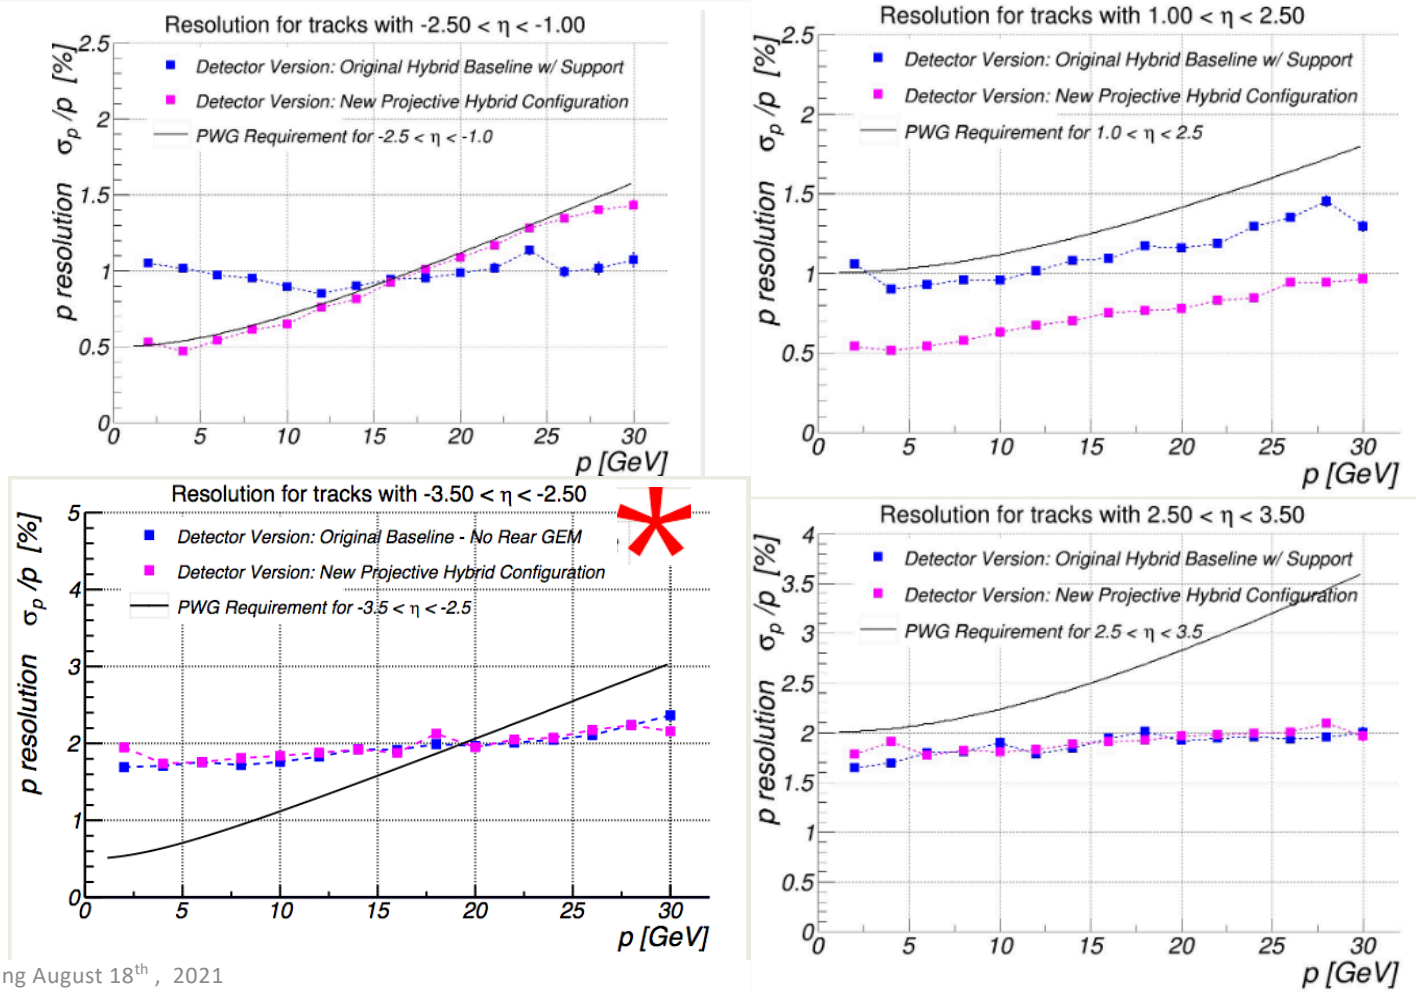 Resolution for tracks with -2.50 < η < -1.00
p resolution σp /p [%]
Detector Version: Original Hybrid Baseline w/ Support
Detector Version: New Projective Hybrid Configuration
PWG Requirement for -2.5 < η < -1.0
2.5
2
1.5
1
0.5
0
0 5 10 15 20 25 30
p [GeV]
Resolution for tracks with 1.00 < η < 2.50
p resolution σp /p [%]
Detector Version: Original Hybrid Baseline w/ Support
Detector Version: New Projective Hybrid Configuration
PWG Requirement for 1.0 < η < 2.5
2.5
2
1.5
1
0.5
0
0 5 10 15 20 25 30
p [GeV]
Resolution for tracks with -3.50 < η < -2.50
p resolution σp /p [%]
Detector Version: Original Baseline - No Rear GEM
Detector Version: New Projective Hybrid Configuration
PWG Requirement for -3.5 < η < -2.5
5
4
3
2
1
0
0 5 10 15 20 25 30
p [GeV]
*
Resolution for tracks with 2.50 < η < 3.50
p resolution σp /p [%]
Detector Version: Original Hybrid Baseline w/ Support
Detector Version: New Projective Hybrid Configuration
PWG Requirement for 2.5 < η < 3.5
4
3.5
3
2.5
2
1.5
1
0.5
0
0 5 10 15 20 25 30
p [GeV]
ng August 18th , 2021